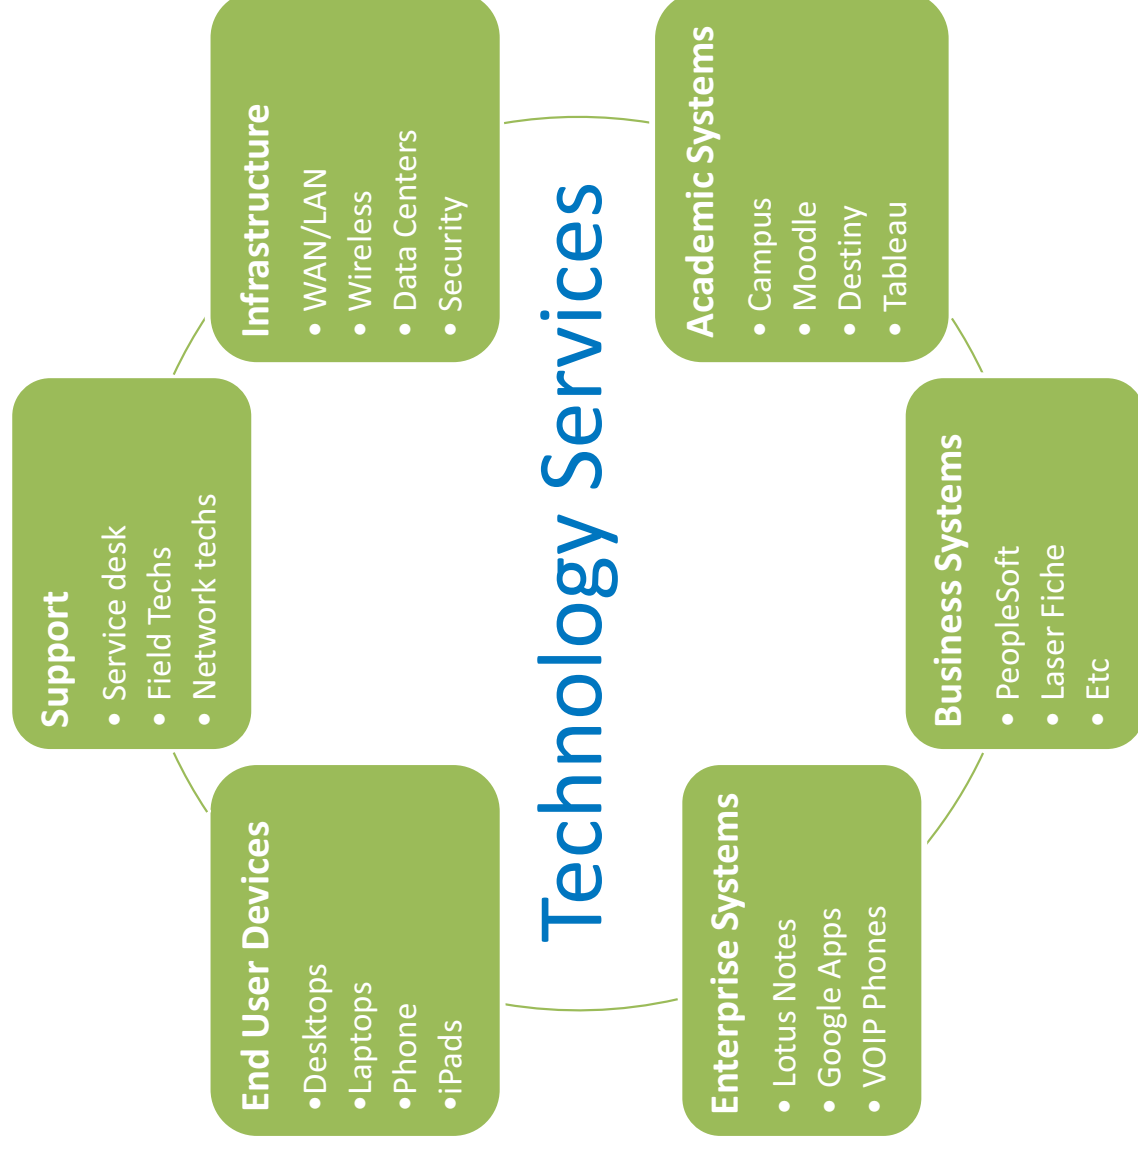 Support
• Service desk
• Field Techs
• Network techs
End User Devices
•Desktops
•Laptops
•Phone
•iPads
Infrastructure
• WAN/LAN
• Wireless
• Data Centers
• Security
Technology Services
Enterprise Systems
• Lotus Notes
• Google Apps
• VOIP Phones
Academic Systems
• Campus
• Moodle
• Destiny
• Tableau
Business Systems
• PeopleSoft
• Laser Fiche
• Etc